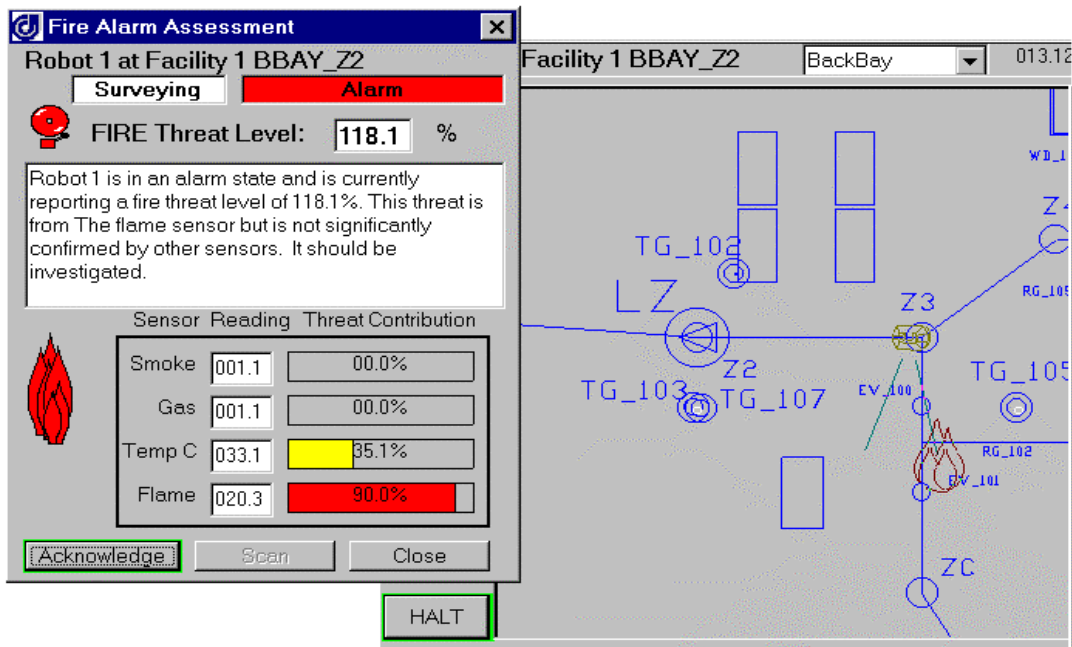 Fire Alarm Assessment
Robot 1 at Facility 1 BBAY_Z2
Surveying Alarm
FIRE Threat Level: 118.1 %
Robot 1 is in an alarm state and is currently
reporting a fire threat level of 118.1%. This threat is
from The flame sensor but is not significantly
confirmed by other sensors. It should be
investigated.
Sensor Reading Threat Contribution
Smoke 001.1 00.0%
Gas 001.1 00.0%
Temp C 033.1 35.1%
Flame 020.3 90.0%
Acknowledge Scan Close
HALT
Facility 1 BBAY_Z2 BackBay 013.12
WD_1
Z4
TG_102
RG_105
LZ
Z3
Z2
TG_105
TG_103
TG_107
EV_100
RG_102
EV_101
ZC